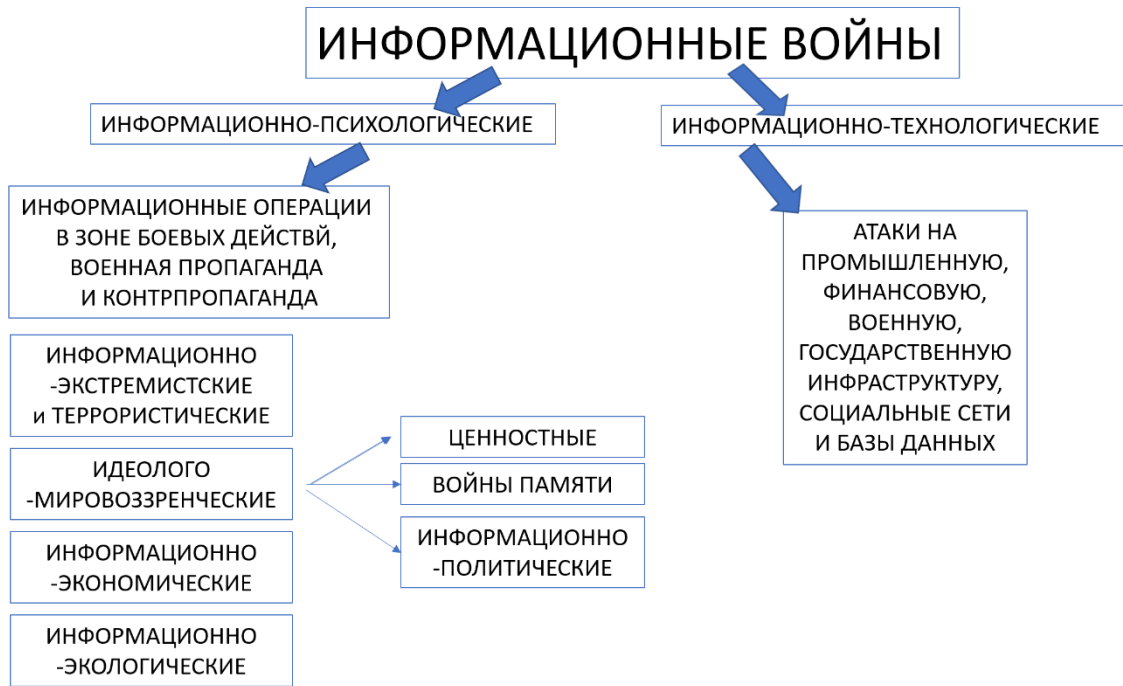 ИНФОРМАЦИОННЫЕ ВОЙНЫ
ИНФОРМАЦИОННО-ПСИХОЛОГИЧЕСКИЕ
ИНФОРМАЦИОННО-ТЕХНОЛОГИЧЕСКИЕ
ИНФОРМАЦИОННЫЕ ОПЕРАЦИИ
В ЗОНЕ БОЕВЫХ ДЕЙСТВЙ,
ВОЕННАЯ ПРОПАГАНДА
И КОНТРПРОПАГАНДА
АТАКИ НА
ПРОМЫШЛЕННУЮ,
ФИНАНСОВУЮ,
ВОЕННУЮ,
ГОСУДАРСТВЕННУЮ
ИНФРАСТРУКТУРУ,
СОЦИАЛЬНЫЕ СЕТИ
И БАЗЫ ДАННЫХ
ИНФОРМАЦИОННО
-ЭКСТРЕМИСТСКИЕ
и ТЕРРОРИСТИЧЕСКИЕ
ИДЕОЛОГО
-МИРОВОЗЗРЕНЧЕСКИЕ
ЦЕННОСТНЫЕ
ВОЙНЫ ПАМЯТИ
ИНФОРМАЦИОННО
-ПОЛИТИЧЕСКИЕ
ИНФОРМАЦИОННО
-ЭКОНОМИЧЕСКИЕ
ИНФОРМАЦИОННО
-ЭКОЛОГИЧЕСКИЕ